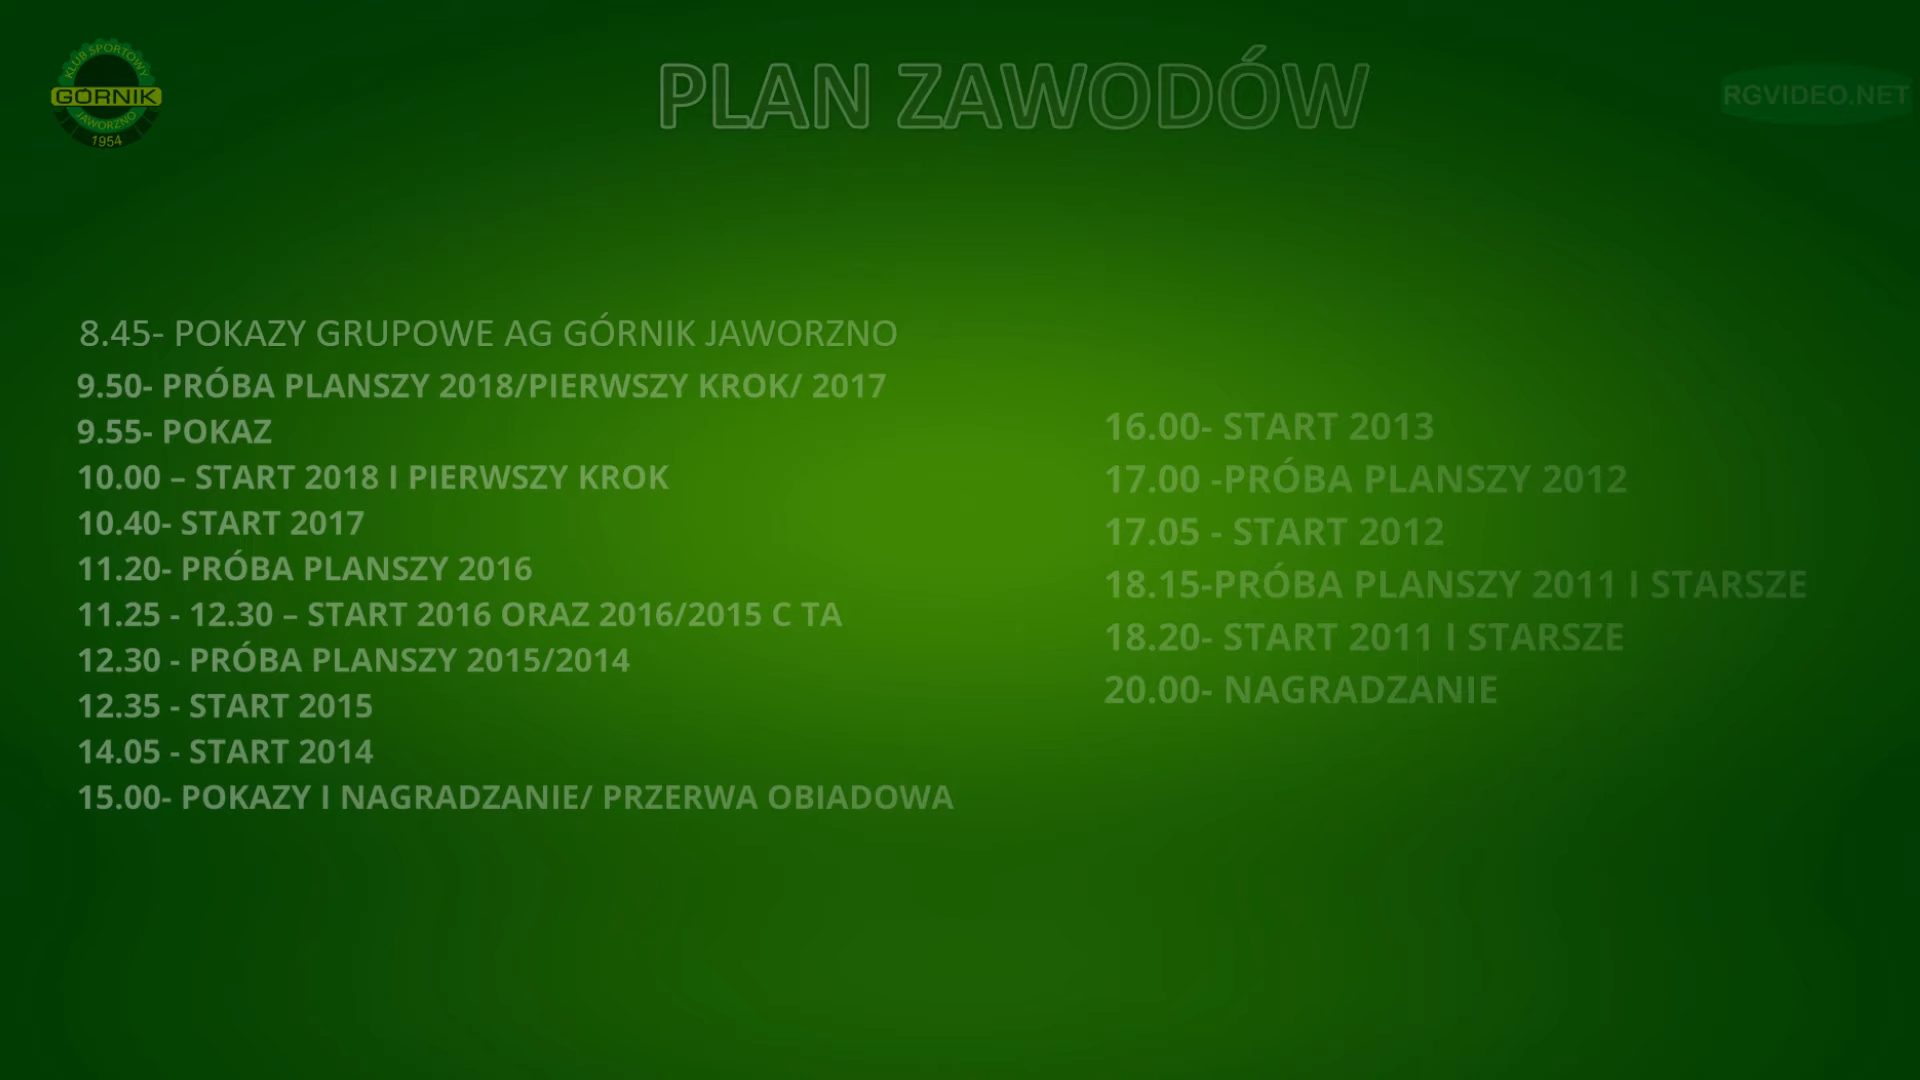 KLUB SPORTOWY
GÓRNIK
JAWORZNO
1954
PLAN ZAWODÓW
RGVIDEO.NET
8.45- POKAZY GRUPOWE AG GÓRNIK JAWORZNO
9.50- PRÓBA PLANSZY 2018/PIERWSZY KROK/ 2017
9.55- POKAZ
10.00 – START 2018 I PIERWSZY KROK
10.40- START 2017
11.20- PRÓBA PLANSZY 2016
11.25 - 12.30 – START 2016 ORAZ 2016/2015 C TA
12.30 - PRÓBA PLANSZY 2015/2014
12.35 - START 2015
14.05 - START 2014
15.00- POKAZY I NAGRADZANIE/ PRZERWA OBIADOWA
16.00- START 2013
17.00 -PRÓBA PLANSZY 2012
17.05 - START 2012
18.15-PRÓBA PLANSZY 2011 I STARSZE
18.20- START 2011 I STARSZE
20.00- NAGRADZANIE